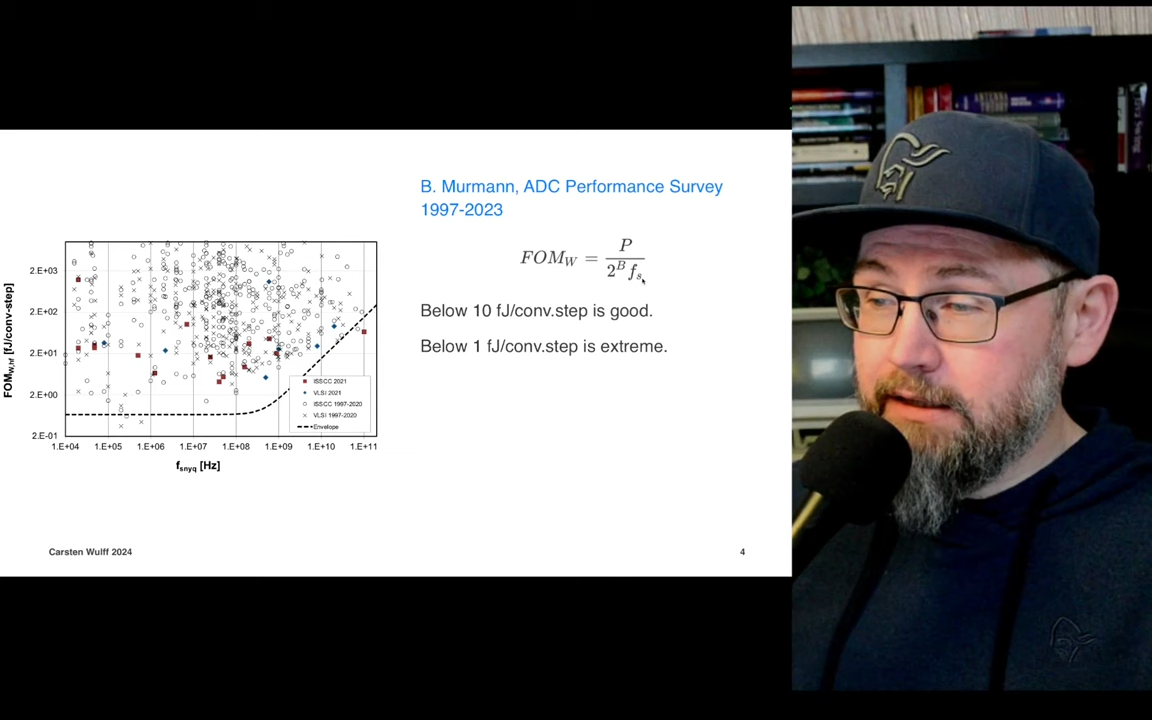 B. Murmann, ADC Performance Survey
1997-2023
FOM_W = P / 2^B f_s
Below 10 fJ/conv.step is good.
Below 1 fJ/conv.step is extreme.
FOM_W,hf [fJ/conv-step]
2.E+03
2.E+02
2.E+01
2.E+00
2.E-01
1.E+04 1.E+05 1.E+06 1.E+07 1.E+08 1.E+09 1.E+10 1.E+11
f_snyq [Hz]
ISSCC 2021
VLSI 2021
ISSCC 1997-2020
VLSI 1997-2020
Envelope
Carsten Wulff 2024
4